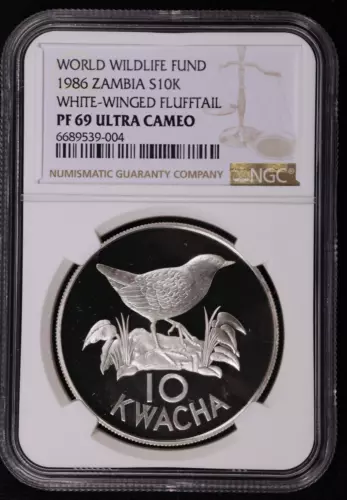 WORLD WILDLIFE FUND
1986 ZAMBIA S10K
WHITE-WINGED FLUFFTAIL
PF 69 ULTRA CAMEO
6689539-004
NUMISMATIC GUARANTY COMPANY
NGC
10
KWACHA